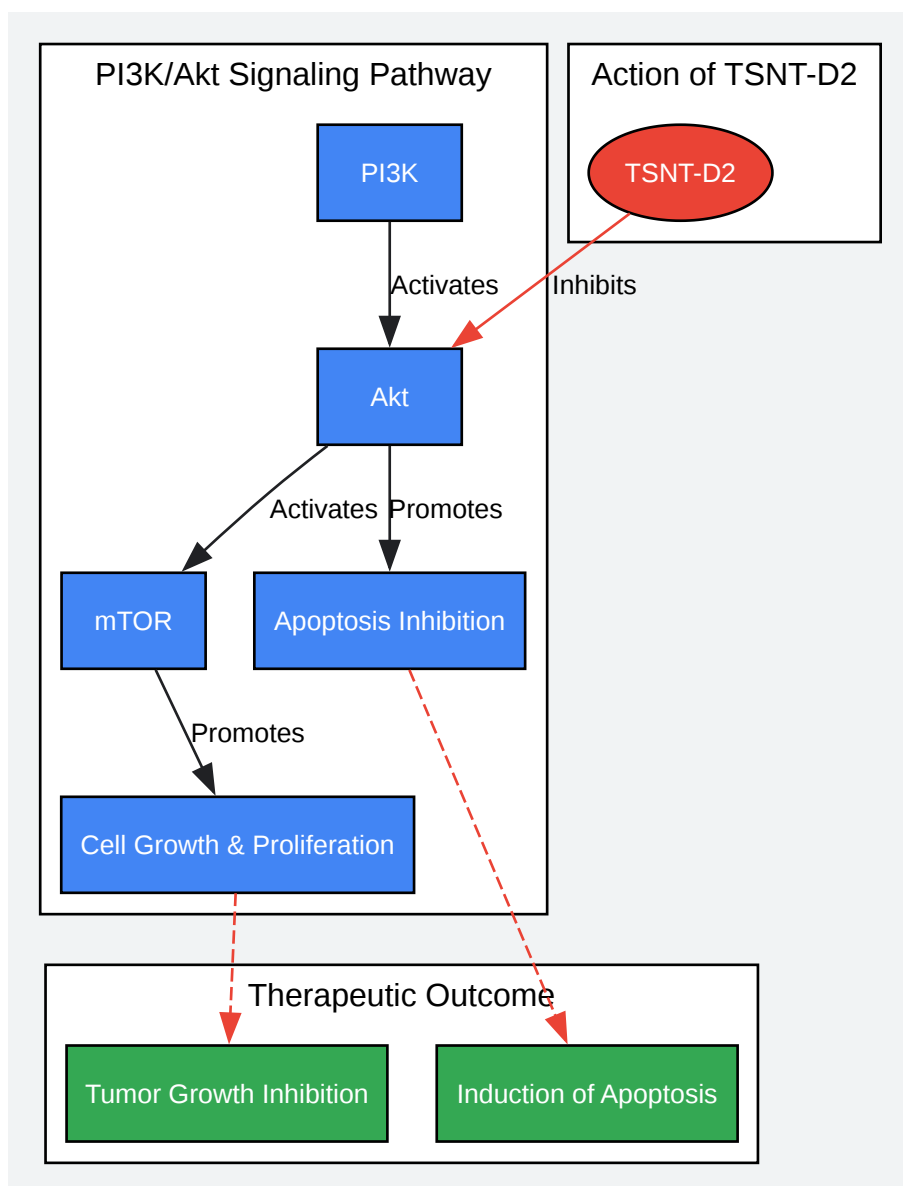 PI3K/Akt Signaling Pathway
Action of TSNT-D2
PI3K
TSNT-D2
Activates
Inhibits
Akt
Activates
Promotes
mTOR
Apoptosis Inhibition
Promotes
Cell Growth & Proliferation
Therapeutic Outcome
Tumor Growth Inhibition
Induction of Apoptosis